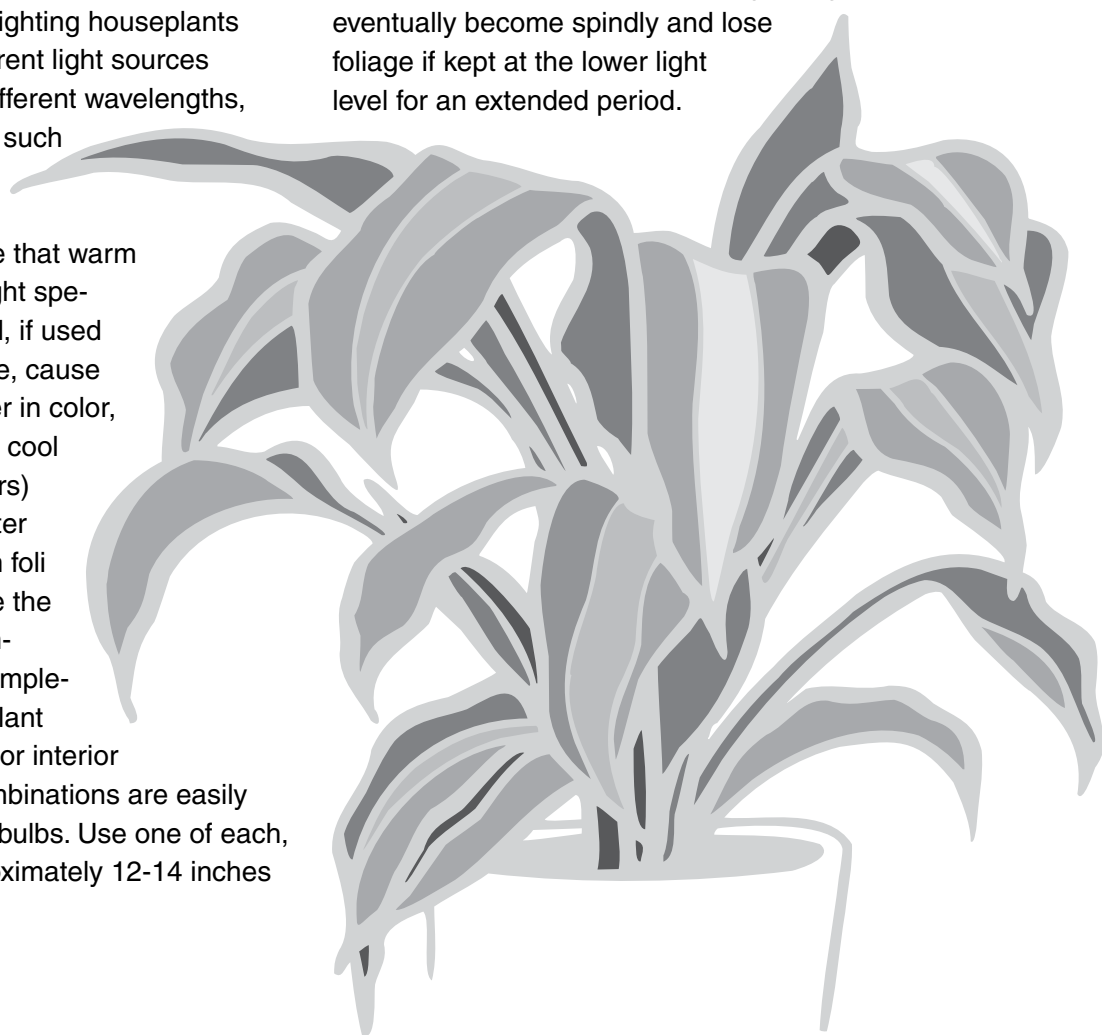 ighting houseplants
rent light sources
fferent wavelengths,
such
e that warm
ght spe-
l, if used
e, cause
er in color,
cool
rs)
ter
n foli
e the
n-
mple-
lant
or interior
mbinations are easily
bulbs. Use one of each,
oximately 12-14 inches
eventually become spindly and lose
foliage if kept at the lower light
level for an extended period.